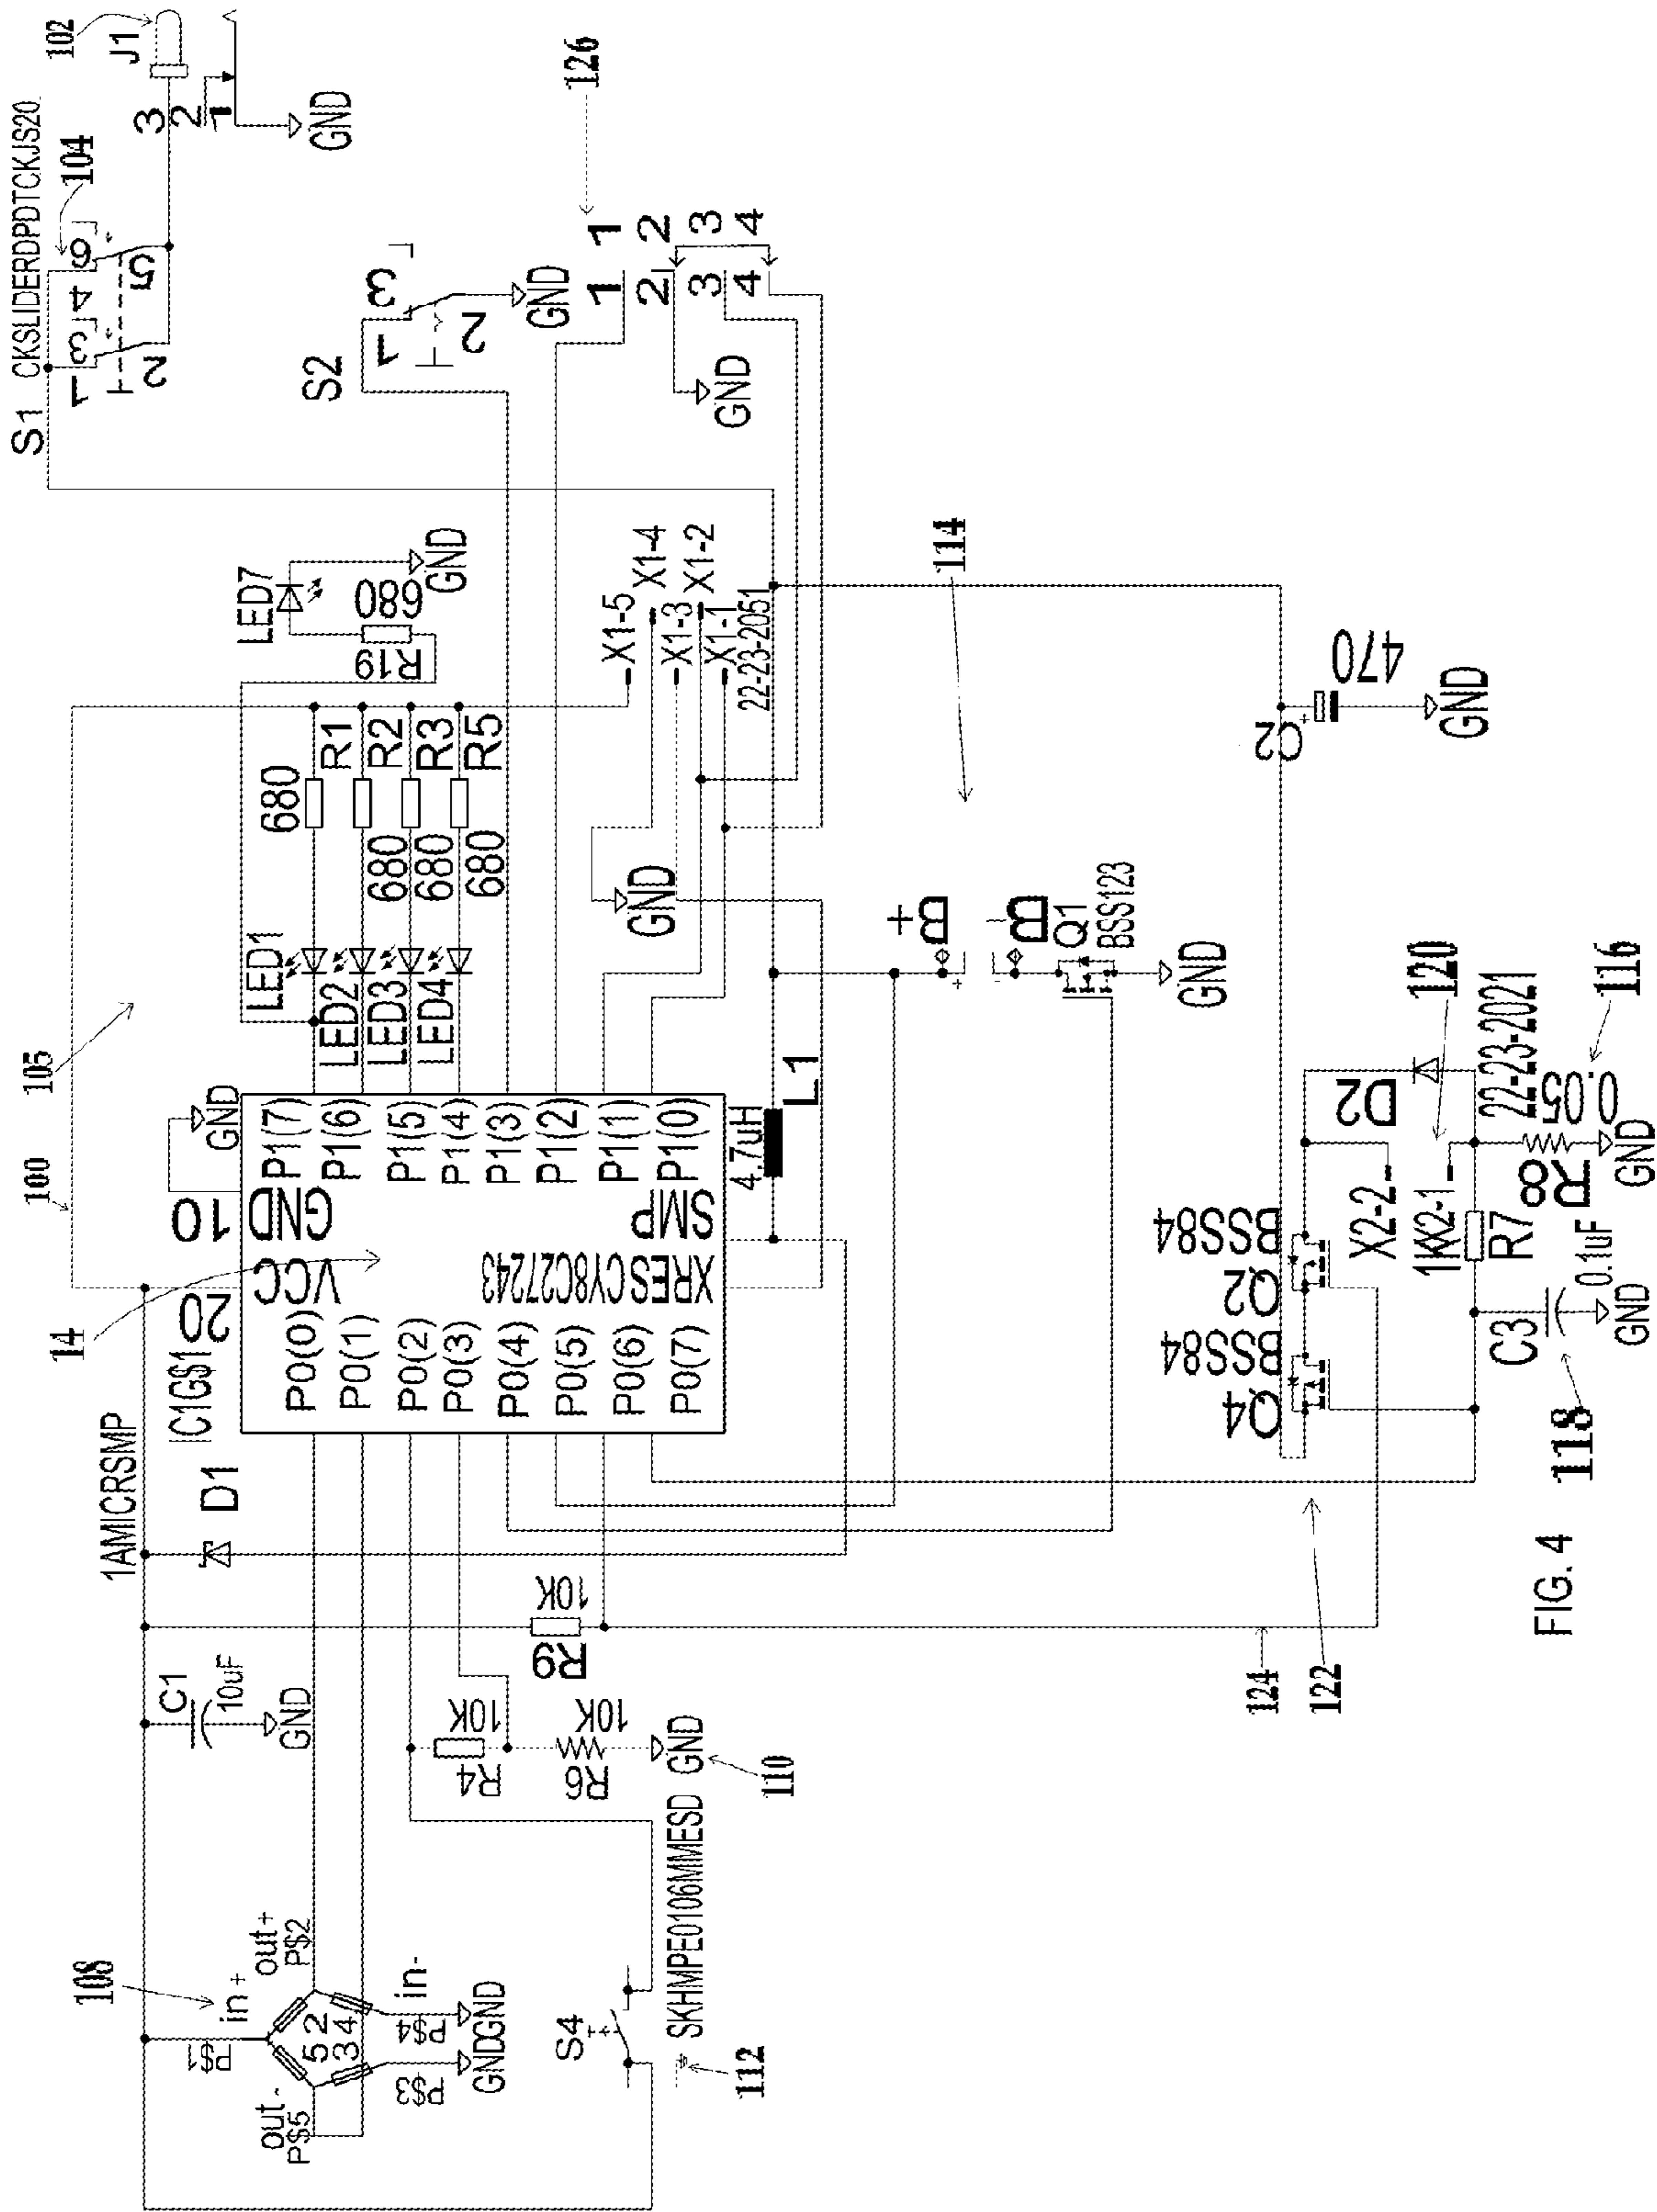 102
J1
3
2
1
GND
S1
CKSLIDERDPDTCKJS20
104
1
3
4
6
2
5
S2
1
3
2
GND
126
1
2
3
4
1
2
3
4
GND
LED7
680
R19
GND
105
100
680
R1
R2
R3
R5
680
680
680
LED1
LED2
LED3
LED4
X1-5
X1-4
X1-3
X1-2
X1-1
22-23-2051
GND
114
14
GND
10
GND
20
VCC
IC1G$1
P1(7)
P1(6)
P1(5)
P1(4)
P1(3)
P1(2)
P1(1)
P1(0)
P0(0)
P0(1)
P0(2)
P0(3)
P0(4)
P0(5)
P0(6)
P0(7)
SMP
XRES
CY8C27243
4.7uH
L1
B+
B-
Q1
BSS123
GND
C2
+
470
GND
1AMICRSMP
D1
C1
10uF
GND
R9
10K
R4
10K
R6
10K
GND
110
108
in+
out+
P$2
P$1
out-
P$5
5
2
3
4
in-
P$4
P$3
GND
GND
S4
SKHMPE0106MMESD
112
BSS84
Q2
BSS84
Q4
D2
X2-2
1KX2-1
120
22-23-2021
R7
R8
0.05
116
GND
C3
0.1uF
GND
118
122
124
FIG. 4